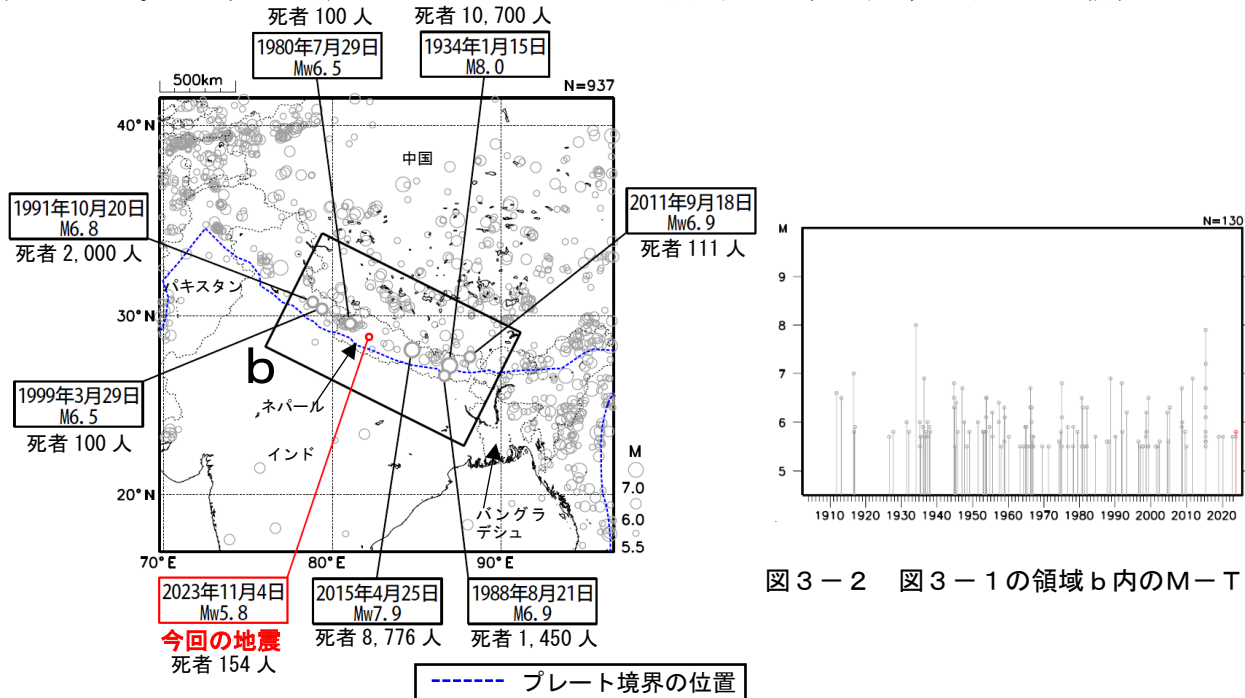 死者 100 人
死者 10,700 人
1980年7月29日
Mw6.5
1934年1月15日
M8.0
500km
N=937
40°N
中国
1991年10月20日
M6.8
死者 2,000 人
2011年9月18日
Mw6.9
死者 111 人
パキスタン
30°N
b
1999年3月29日
M6.5
死者 100 人
ネパール
インド
M
7.0
6.0
5.5
20°N
バングラ
デシュ
70°E
80°E
90°E
2023年11月4日
Mw5.8
今回の地震
死者 154 人
2015年4月25日
Mw7.9
死者 8,776 人
1988年8月21日
M6.9
死者 1,450 人
プレート境界の位置
M
N=130
9
8
7
6
5
1910 1920 1930 1940 1950 1960 1970 1980 1990 2000 2010 2020
図3-2 図3-1の領域b内のM-T